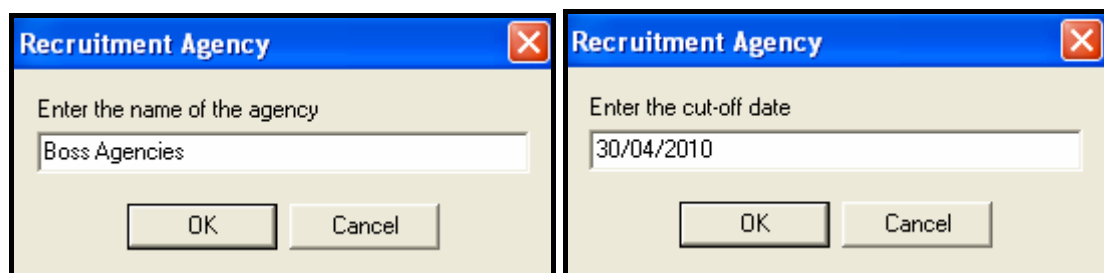 Recruitment Agency
Enter the name of the agency
Boss Agencies
OK Cancel
Recruitment Agency
Enter the cut-off date
30/04/2010
OK Cancel